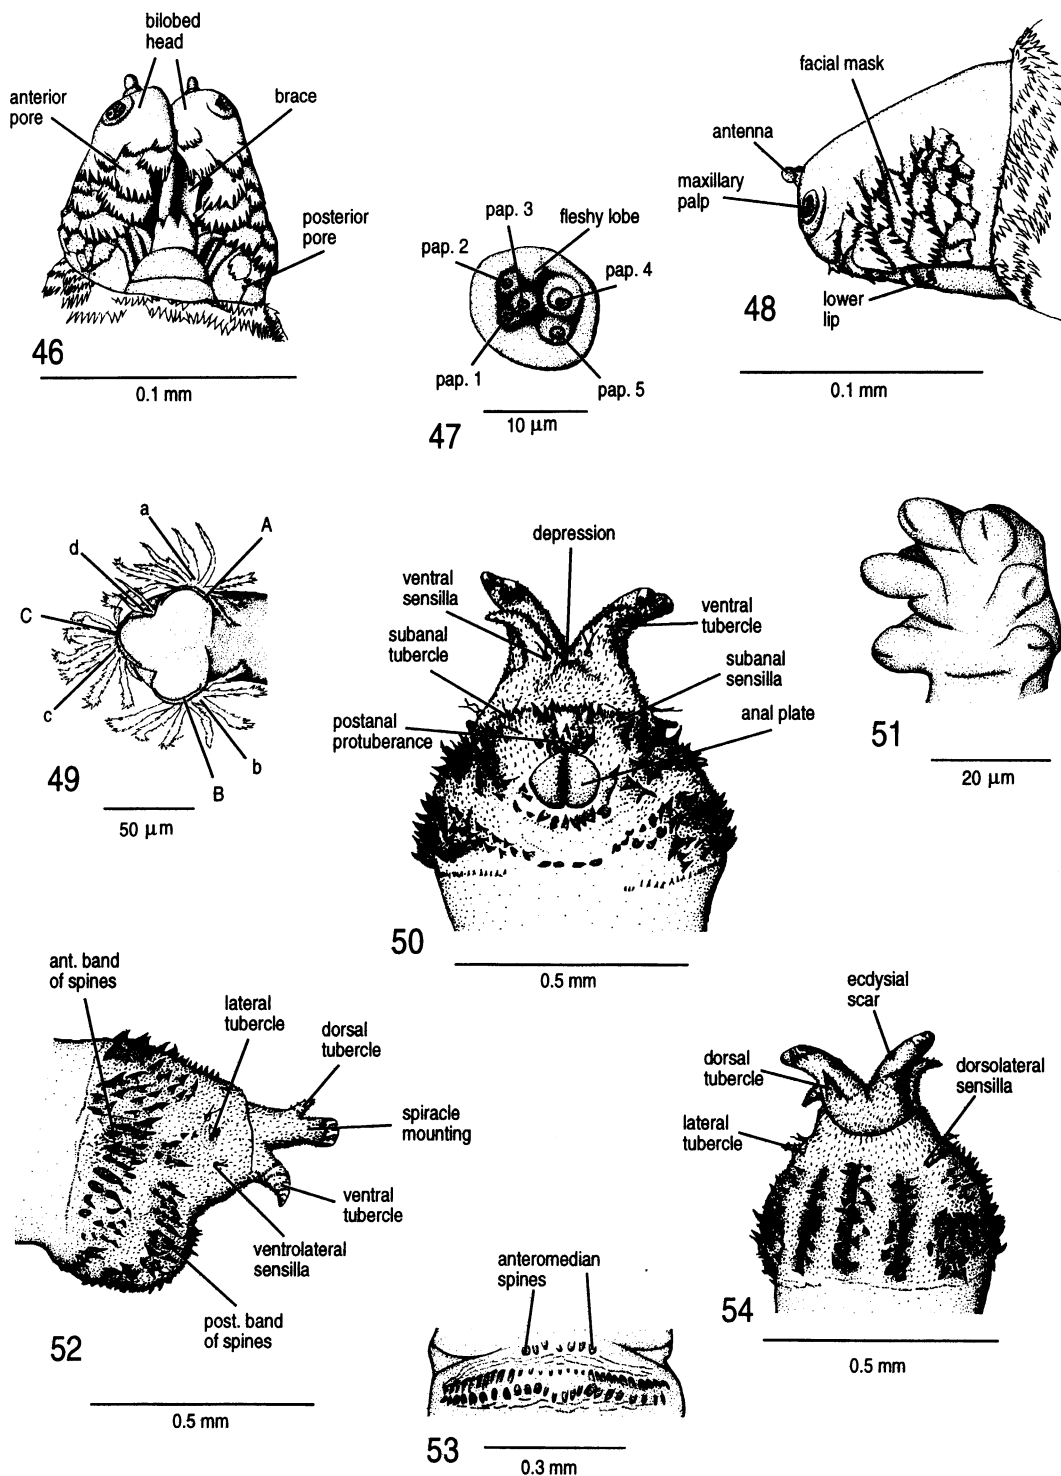 bilobed
head
anterior
pore
brace
posterior
pore
46
0.1 mm
pap. 3
fleshy lobe
pap. 2
pap. 4
pap. 1
pap. 5
47
10 µm
facial mask
antenna
maxillary
palp
lower
lip
48
0.1 mm
a
A
d
C
c
b
B
49
50 µm
depression
ventral
sensilla
ventral
tubercle
subanal
tubercle
subanal
sensilla
postanal
protuberance
anal plate
50
0.5 mm
51
20 µm
ant. band
of spines
lateral
tubercle
dorsal
tubercle
spiracle
mounting
ventral
tubercle
ventrolateral
sensilla
post. band
of spines
52
0.5 mm
anteromedian
spines
53
0.3 mm
ecdysial
scar
dorsal
tubercle
dorsolateral
sensilla
lateral
tubercle
54
0.5 mm